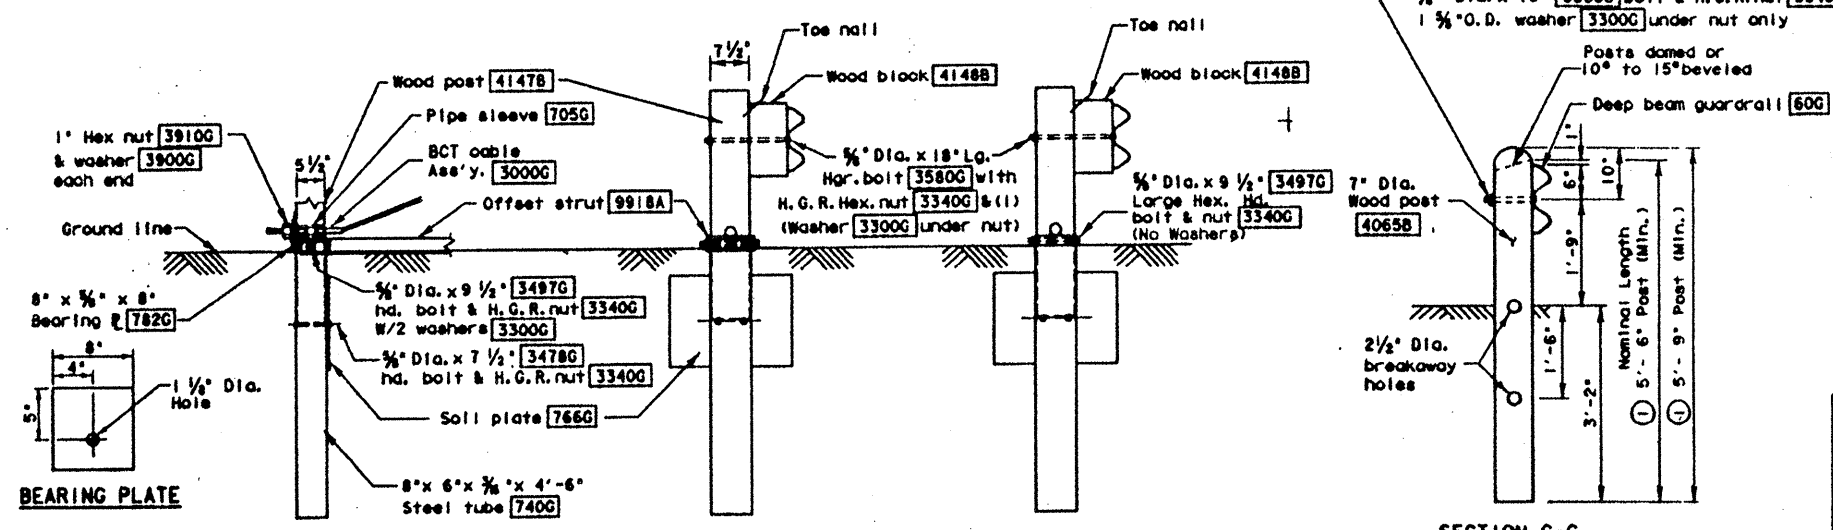 1 5/8" O.D. washer 3300G under nut only
Toe nail
Toe nail
7 1/2"
Posts domed or
10° to 15° beveled
Wood post 4147B
Wood block 4148B
Wood block 4148B
Deep beam guardrail 60G
Pipe sleeve 705G
1" Hex nut 3910G
& washer 3900G
each end
BCT cable
Ass'y. 3000G
5 1/2"
5/8" Dia. x 18" Lg.
Hgr. bolt 3580G with
H.G.R. Hex. nut 3340G & (1)
(Washer 3300G under nut)
5/8" Dia. x 9 1/2" 3497G
Large Hex. Hd.
bolt & nut 3340G
(No Washers)
7" Dia.
Wood post
4065B
1"
6"
10"
Offset strut 9918A
Ground line
1'-9"
Nominal Length
1 5'- 6" Post (Min.)
1 5'- 9" Post (Min.)
8" x 5/8" x 8"
Bearing PL 782G
5/8" Dia. x 9 1/2" 3497G
hd. bolt & H.G.R. nut 3340G
W/2 washers 3300G
5/8" Dia. x 7 1/2" 3478G
hd. bolt & H.G.R. nut 3340G
2 1/2" Dia.
breakaway
holes
1'-6"
3'-2"
8"
4"
5"
1 1/8" Dia.
Hole
Soil plate 766G
BEARING PLATE
8" x 6" x 3/16" x 4'-6"
Steel tube 740G